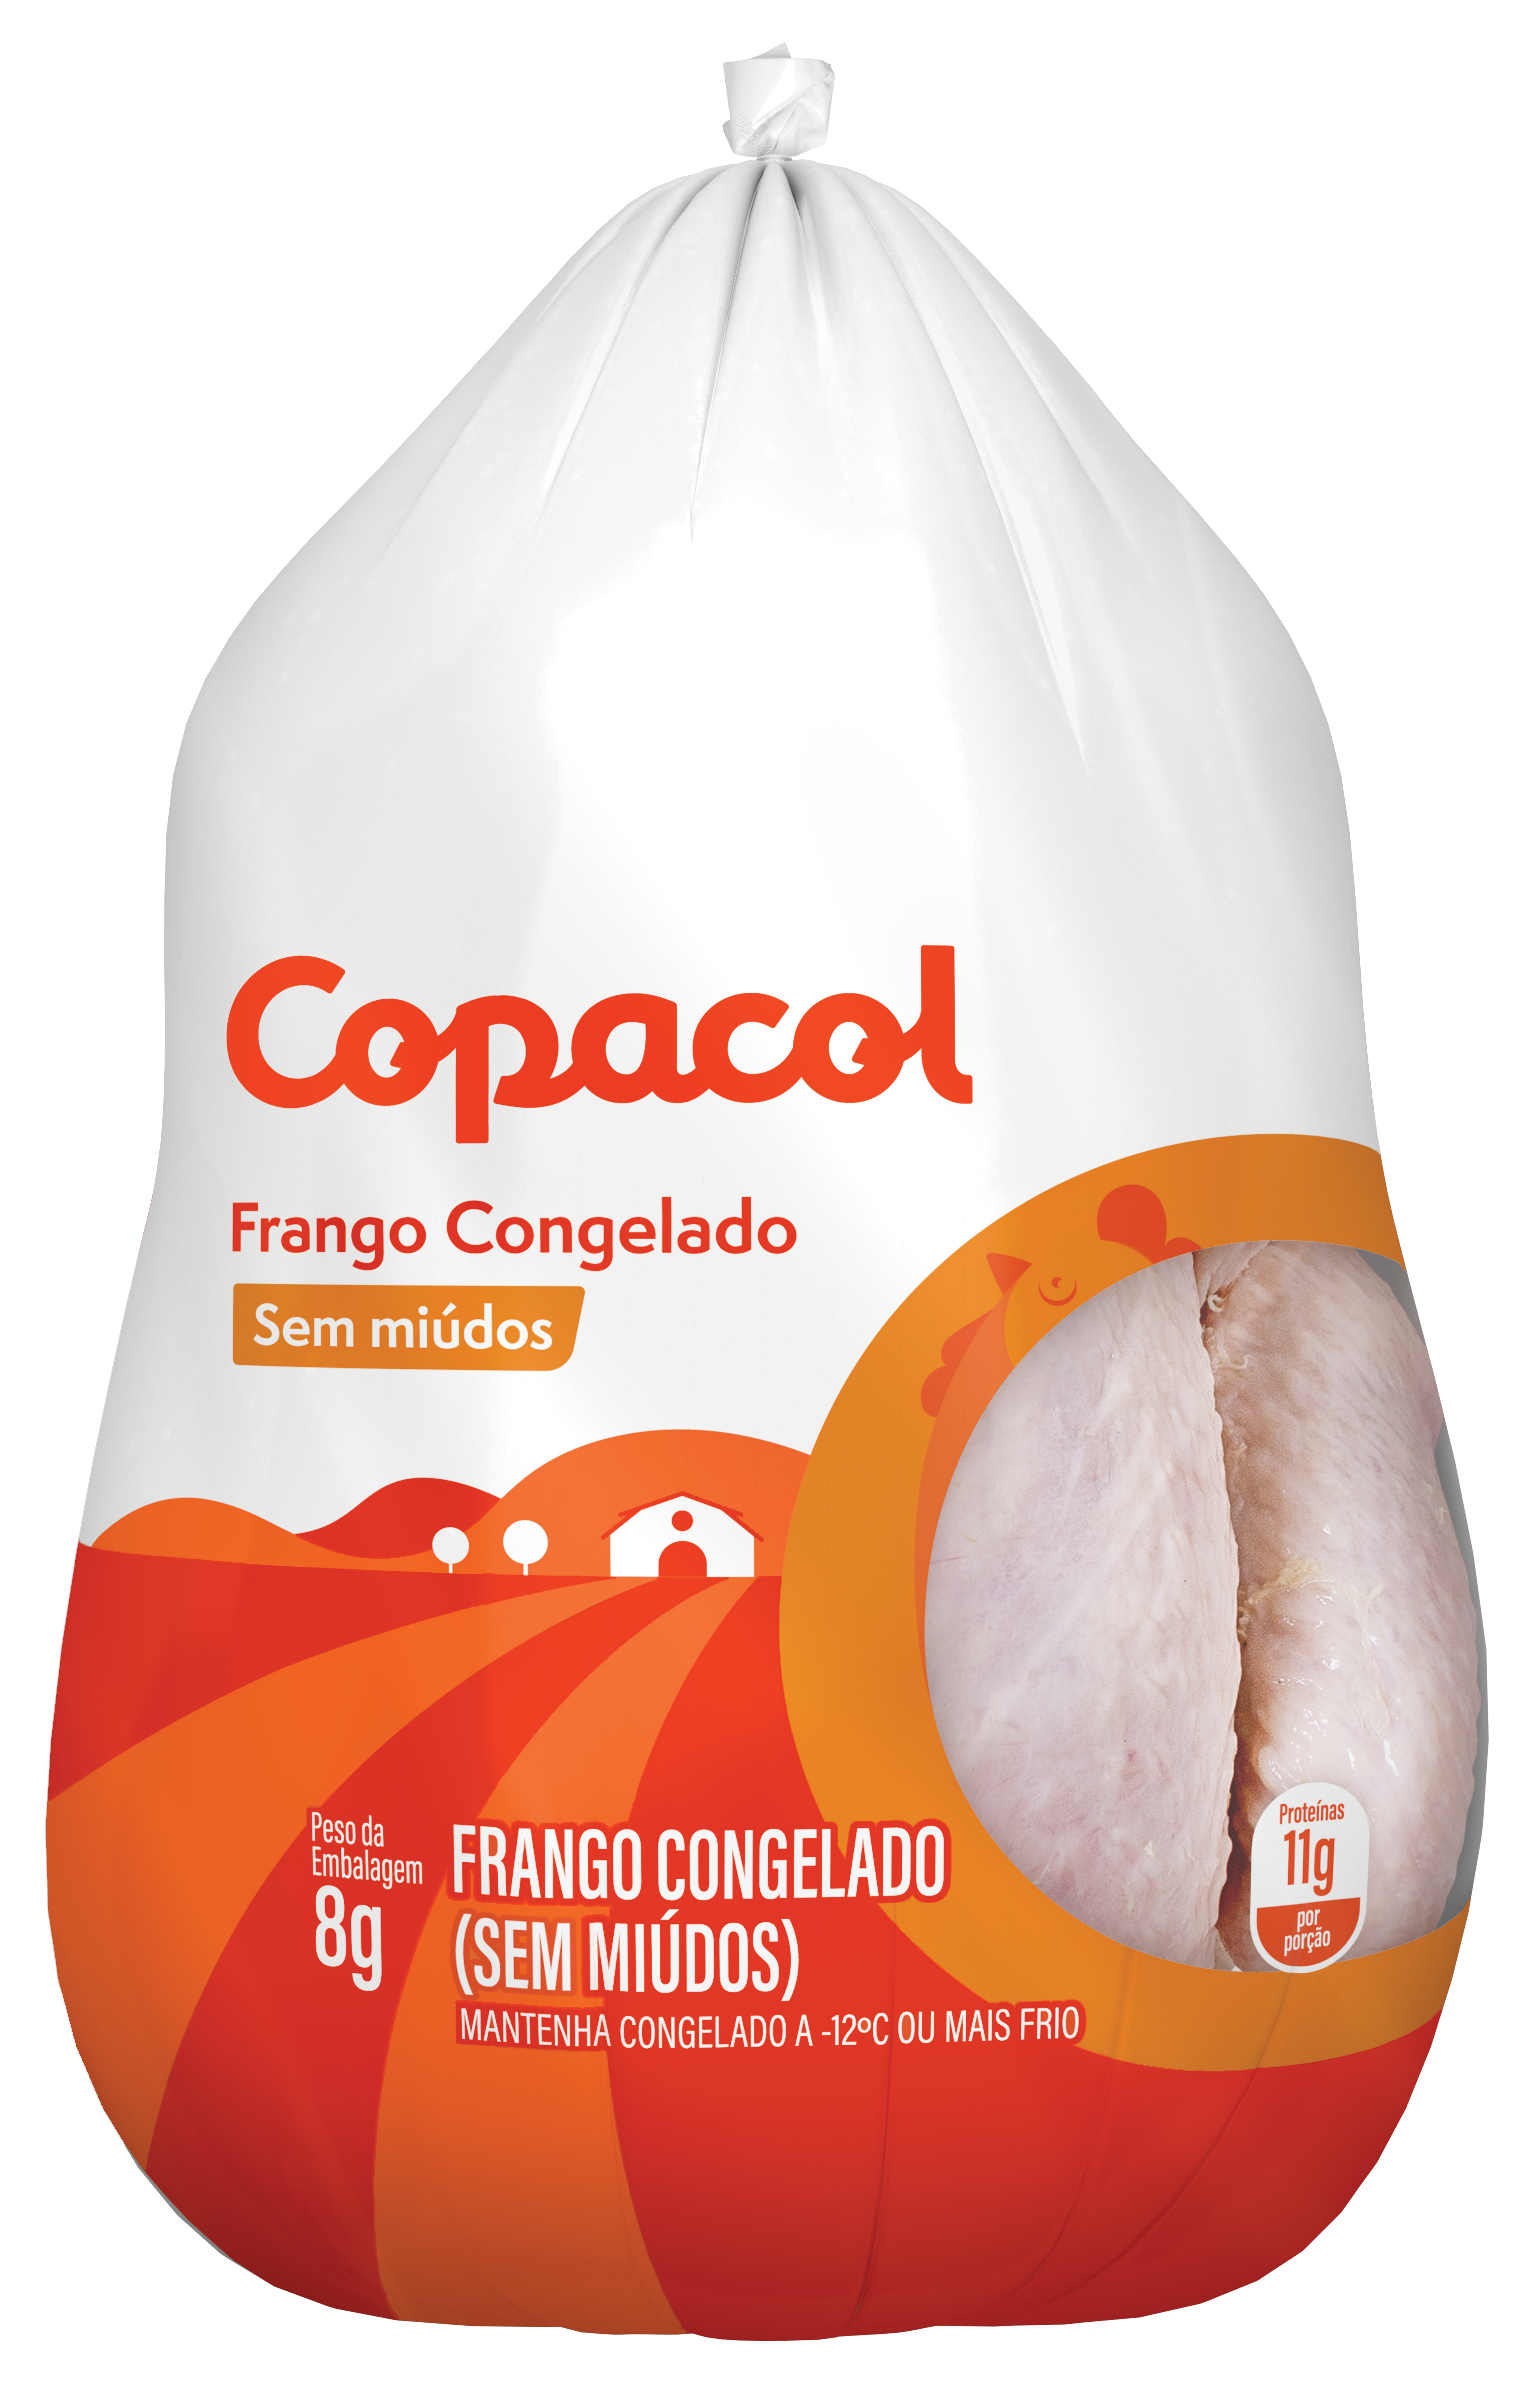 Copacol
Frango Congelado
Sem miúdos
Peso da
Embalagem
8g
FRANGO CONGELADO
(SEM MIÚDOS)
MANTENHA CONGELADO A -12ºC OU MAIS FRIO
Proteínas
11g
por
porção